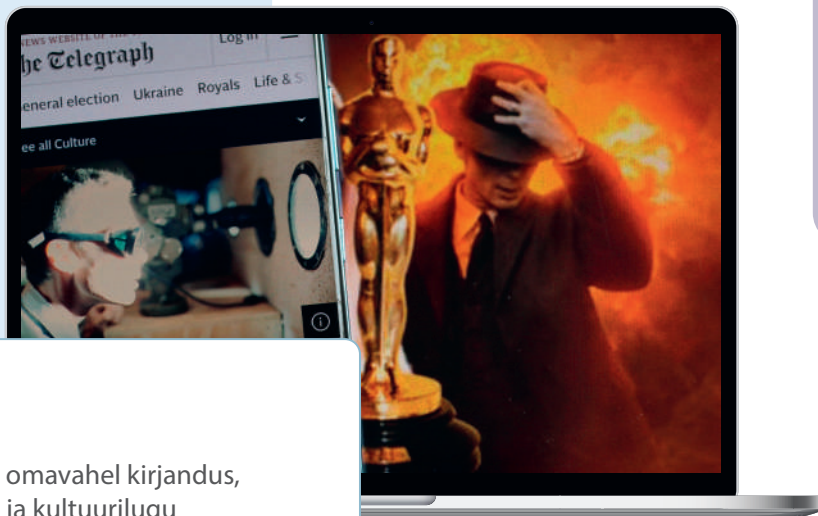 NEWS WEBSITE OF THE
he Telegraph
Log in
eneral election Ukraine Royals Life & S
ee all Culture
omavahel kirjandus,
ja kultuurilugu